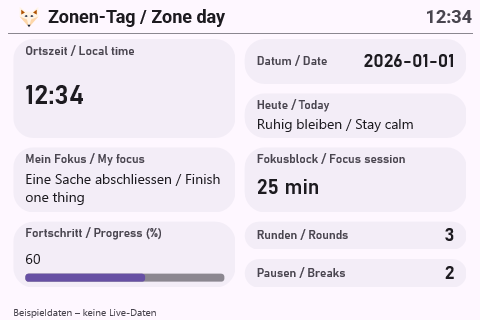 Zonen-Tag / Zone day
12:34
Ortszeit / Local time
12:34
Datum / Date
2026-01-01
Heute / Today
Ruhig bleiben / Stay calm
Mein Fokus / My focus
Eine Sache abschliessen / Finish
one thing
Fokusblock / Focus session
25 min
Fortschritt / Progress (%)
60
Runden / Rounds
3
Pausen / Breaks
2
Beispieldaten – keine Live-Daten